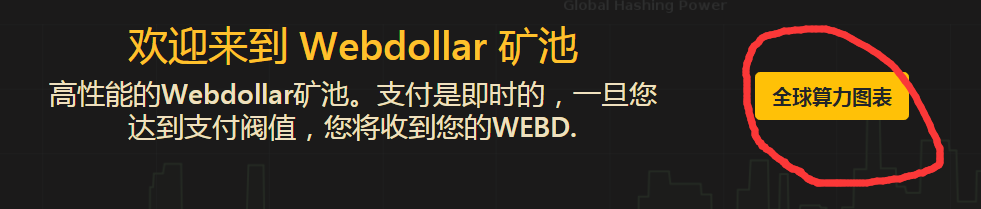 Global Hashing Power
欢迎来到 Webdollar 矿池
高性能的Webdollar矿池。支付是即时的，一旦您
达到支付阀值，您将收到您的WEBD.
全球算力图表